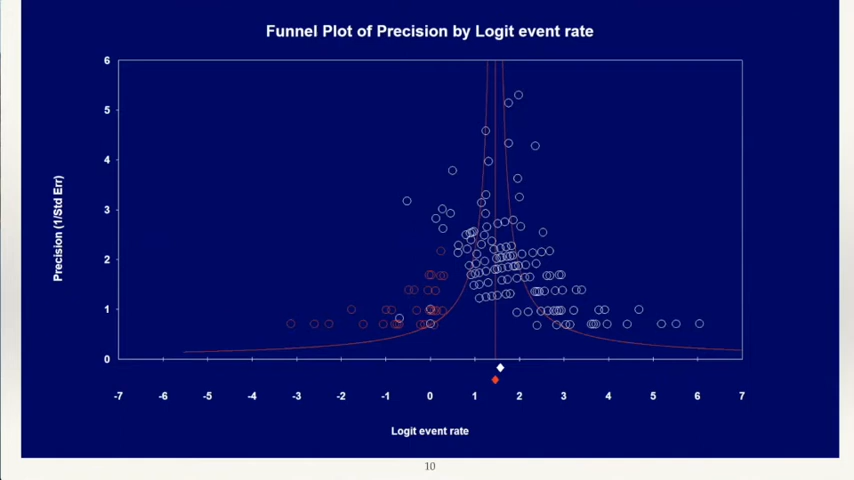 Funnel Plot of Precision by Logit event rate
6
5
4
3
2
1
0
Precision (1/Std Err)
-7 -6 -5 -4 -3 -2 -1 0 1 2 3 4 5 6 7
Logit event rate
10